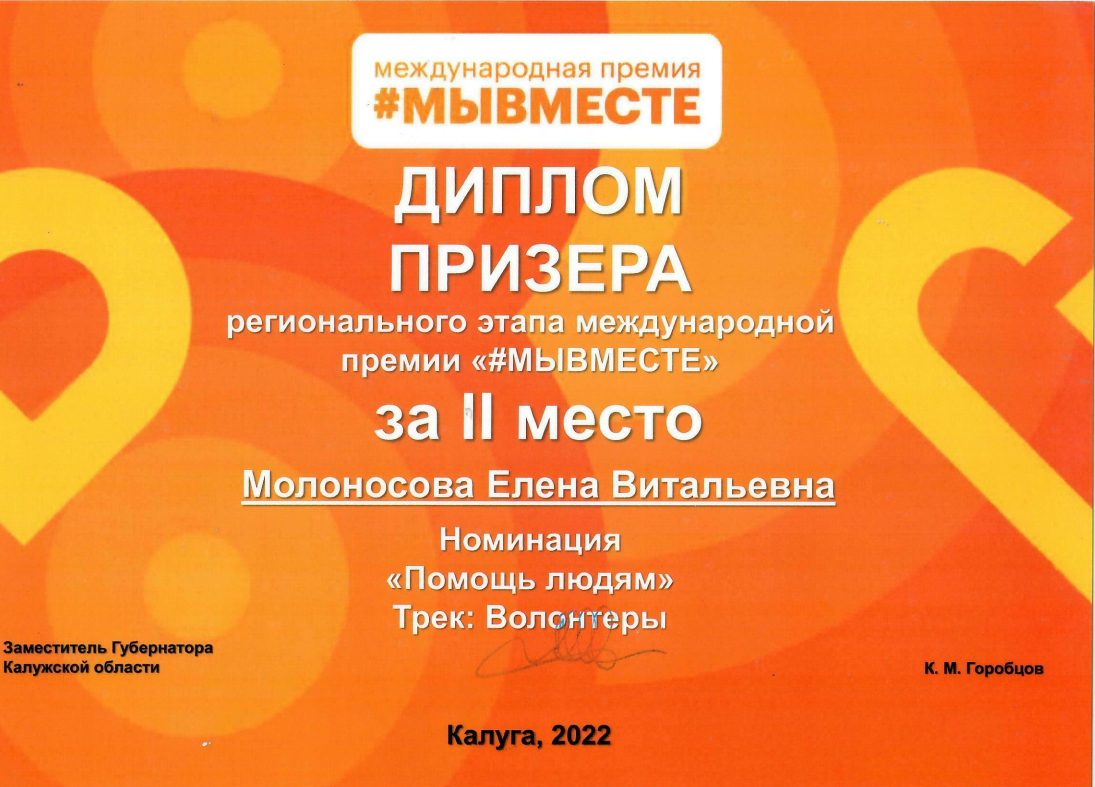 международная премия
#МЫВМЕСТЕ
ДИПЛОМ
ПРИЗЕРА
регионального этапа международной
премии «#МЫВМЕСТЕ»
за II место
Молоносова Елена Витальевна
Номинация
«Помощь людям»
Трек: Волонтеры
Заместитель Губернатора
Калужской области
К. М. Горобцов
Калуга, 2022